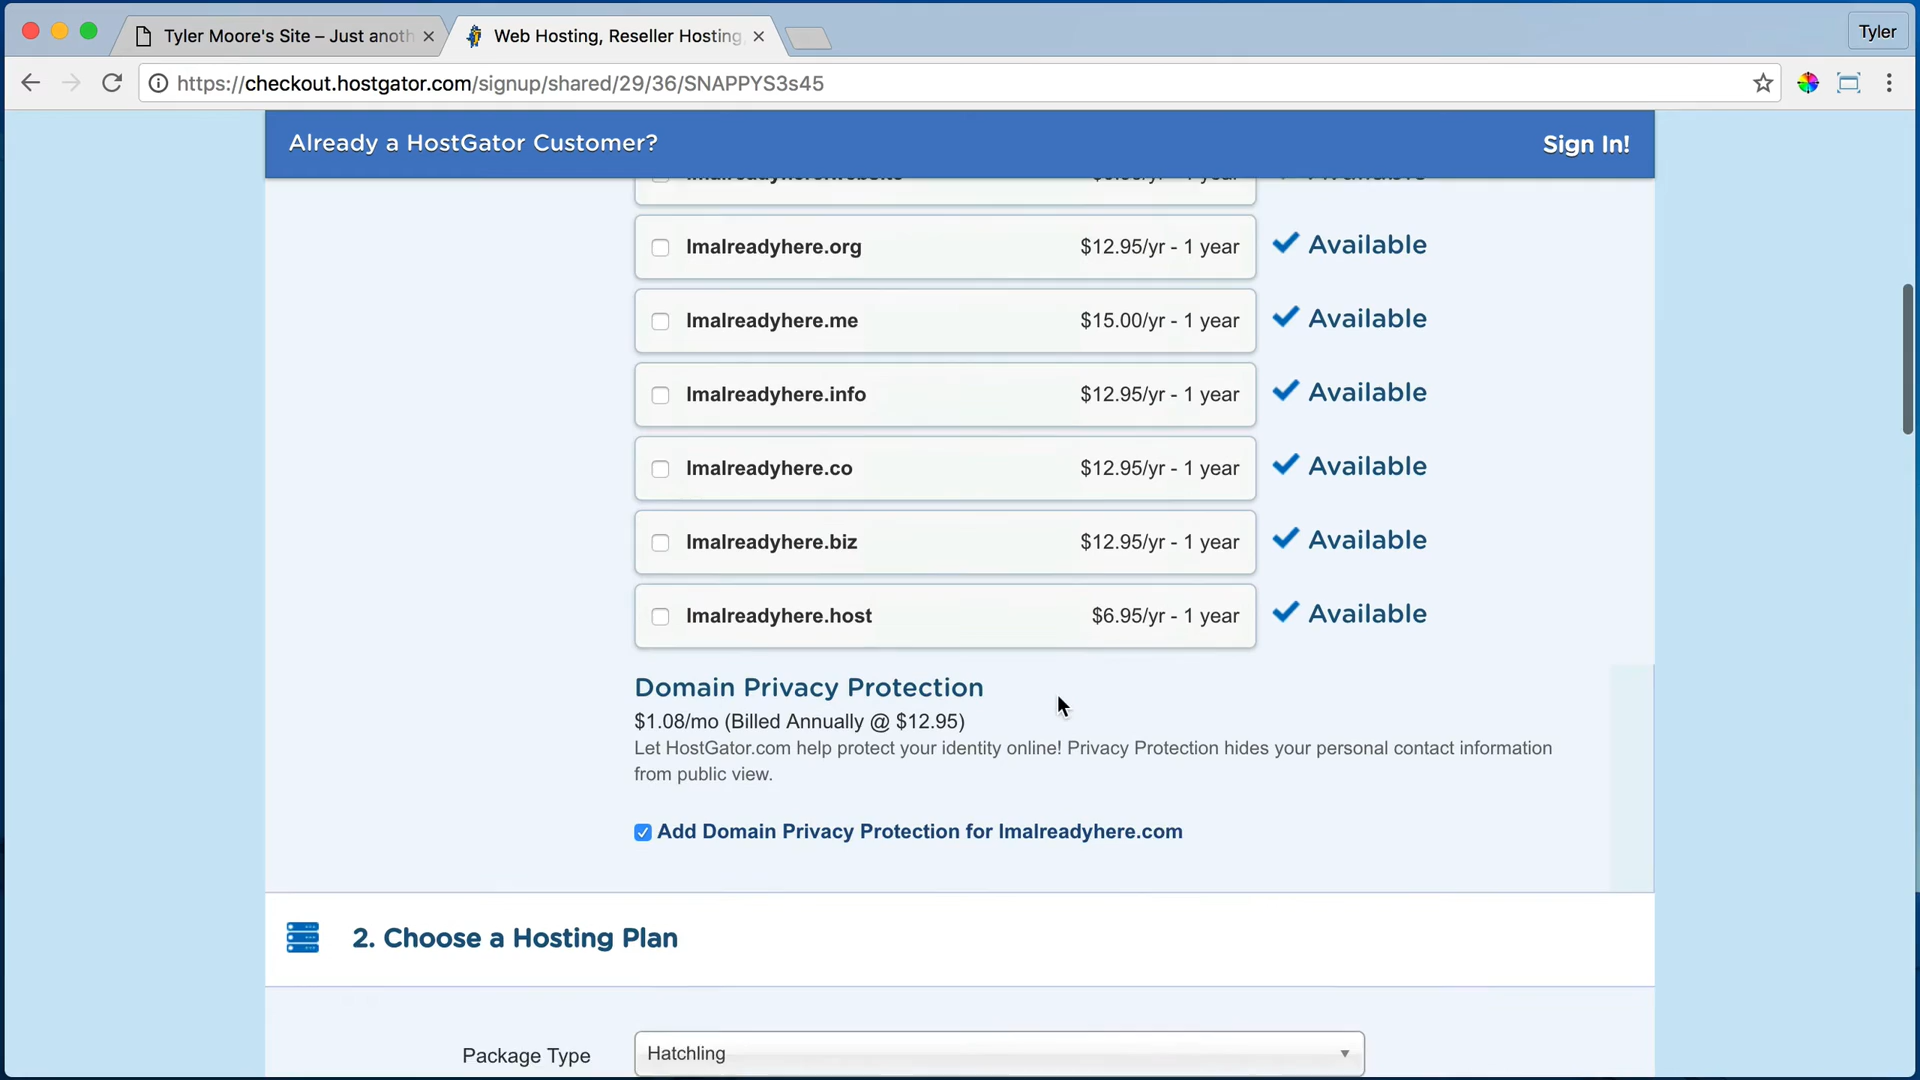 Tyler Moore's Site – Just anoth
Web Hosting, Reseller Hosting,
Tyler
https://checkout.hostgator.com/signup/shared/29/36/SNAPPYS3s45
Already a HostGator Customer?
Sign In!
Imalreadyhere.org $12.95/yr - 1 year Available
Imalreadyhere.me $15.00/yr - 1 year Available
Imalreadyhere.info $12.95/yr - 1 year Available
Imalreadyhere.co $12.95/yr - 1 year Available
Imalreadyhere.biz $12.95/yr - 1 year Available
Imalreadyhere.host $6.95/yr - 1 year Available
Domain Privacy Protection
$1.08/mo (Billed Annually @ $12.95)
Let HostGator.com help protect your identity online! Privacy Protection hides your personal contact information
from public view.
Add Domain Privacy Protection for Imalreadyhere.com
2. Choose a Hosting Plan
Package Type Hatchling